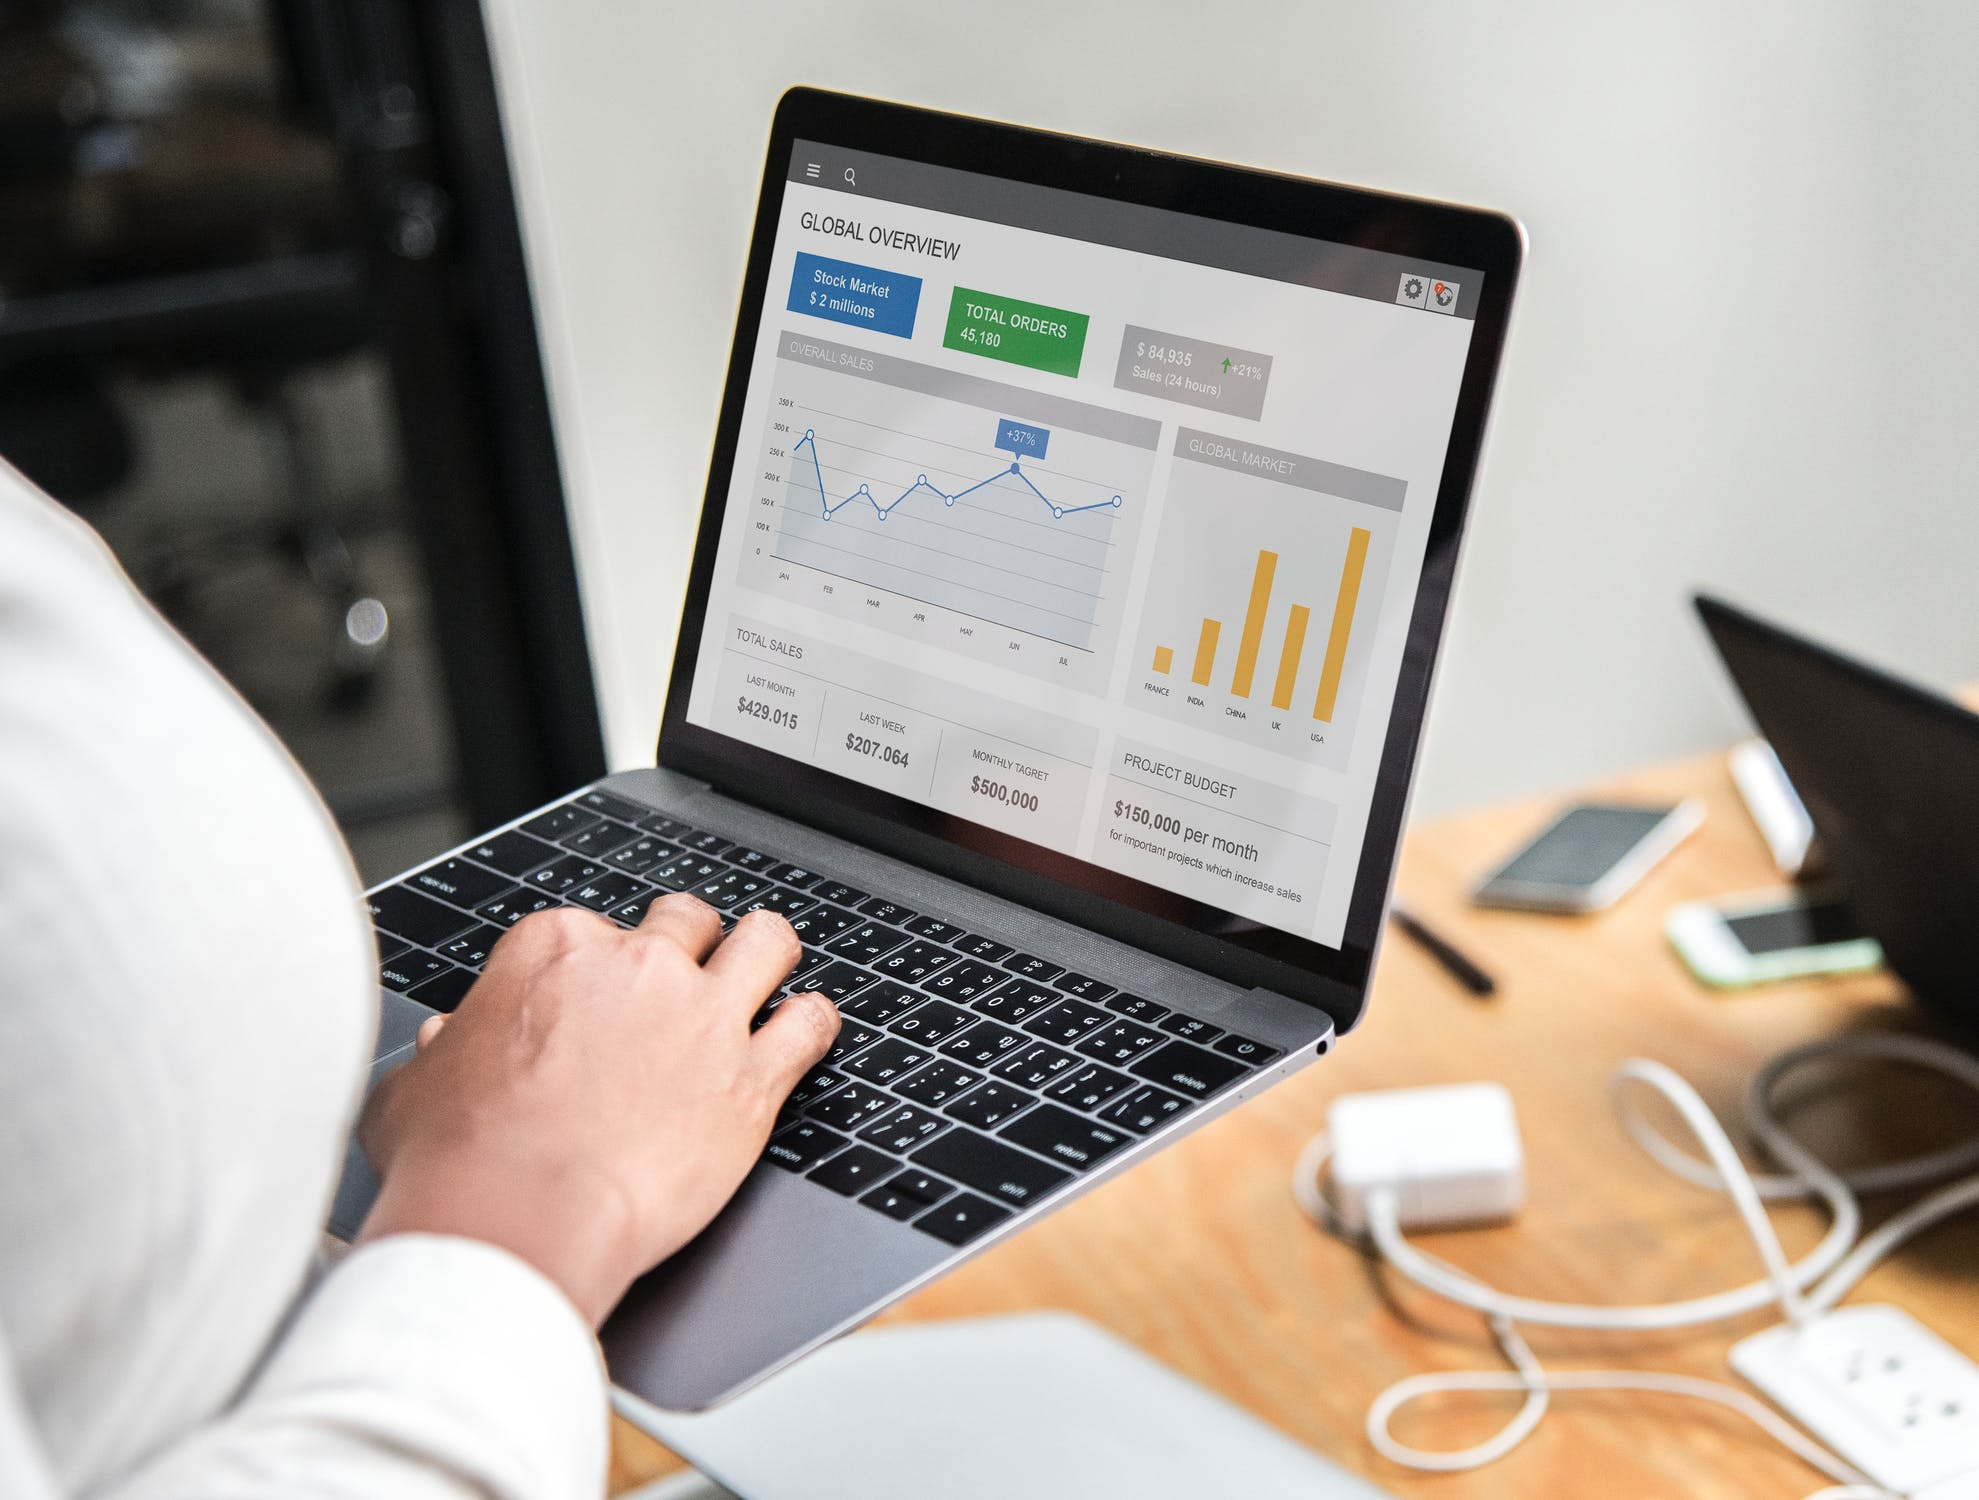 GLOBAL OVERVIEW
Stock Market
$ 2 millions
TOTAL ORDERS
45,180
$ 84,935
+21%
Sales (24 hours)
OVERALL SALES
350 K
300 K
250 K
200 K
150 K
100 K
0
+37%
JAN
FEB
MAR
APR
MAY
JUN
JUL
GLOBAL MARKET
FRANCE
INDIA
CHINA
UK
USA
TOTAL SALES
LAST MONTH
$429.015
LAST WEEK
$207.064
MONTHLY TAGRET
$500,000
PROJECT BUDGET
$150,000 per month
for important projects which increase sales
caps lock
option
option
delete
enter
return
shift